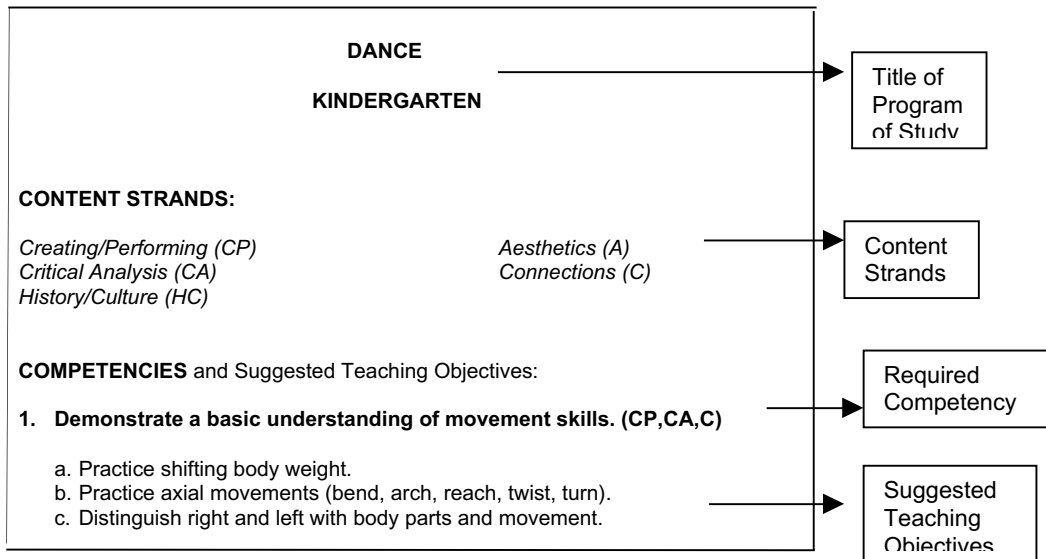 DANCE
KINDERGARTEN
Title of
Program
of Study
CONTENT STRANDS:
Creating/Performing (CP) Aesthetics (A)
Critical Analysis (CA) Connections (C)
History/Culture (HC)
Content
Strands
COMPETENCIES and Suggested Teaching Objectives:
1. Demonstrate a basic understanding of movement skills. (CP,CA,C)
Required
Competency
a. Practice shifting body weight.
b. Practice axial movements (bend, arch, reach, twist, turn).
c. Distinguish right and left with body parts and movement.
Suggested
Teaching
Objectives